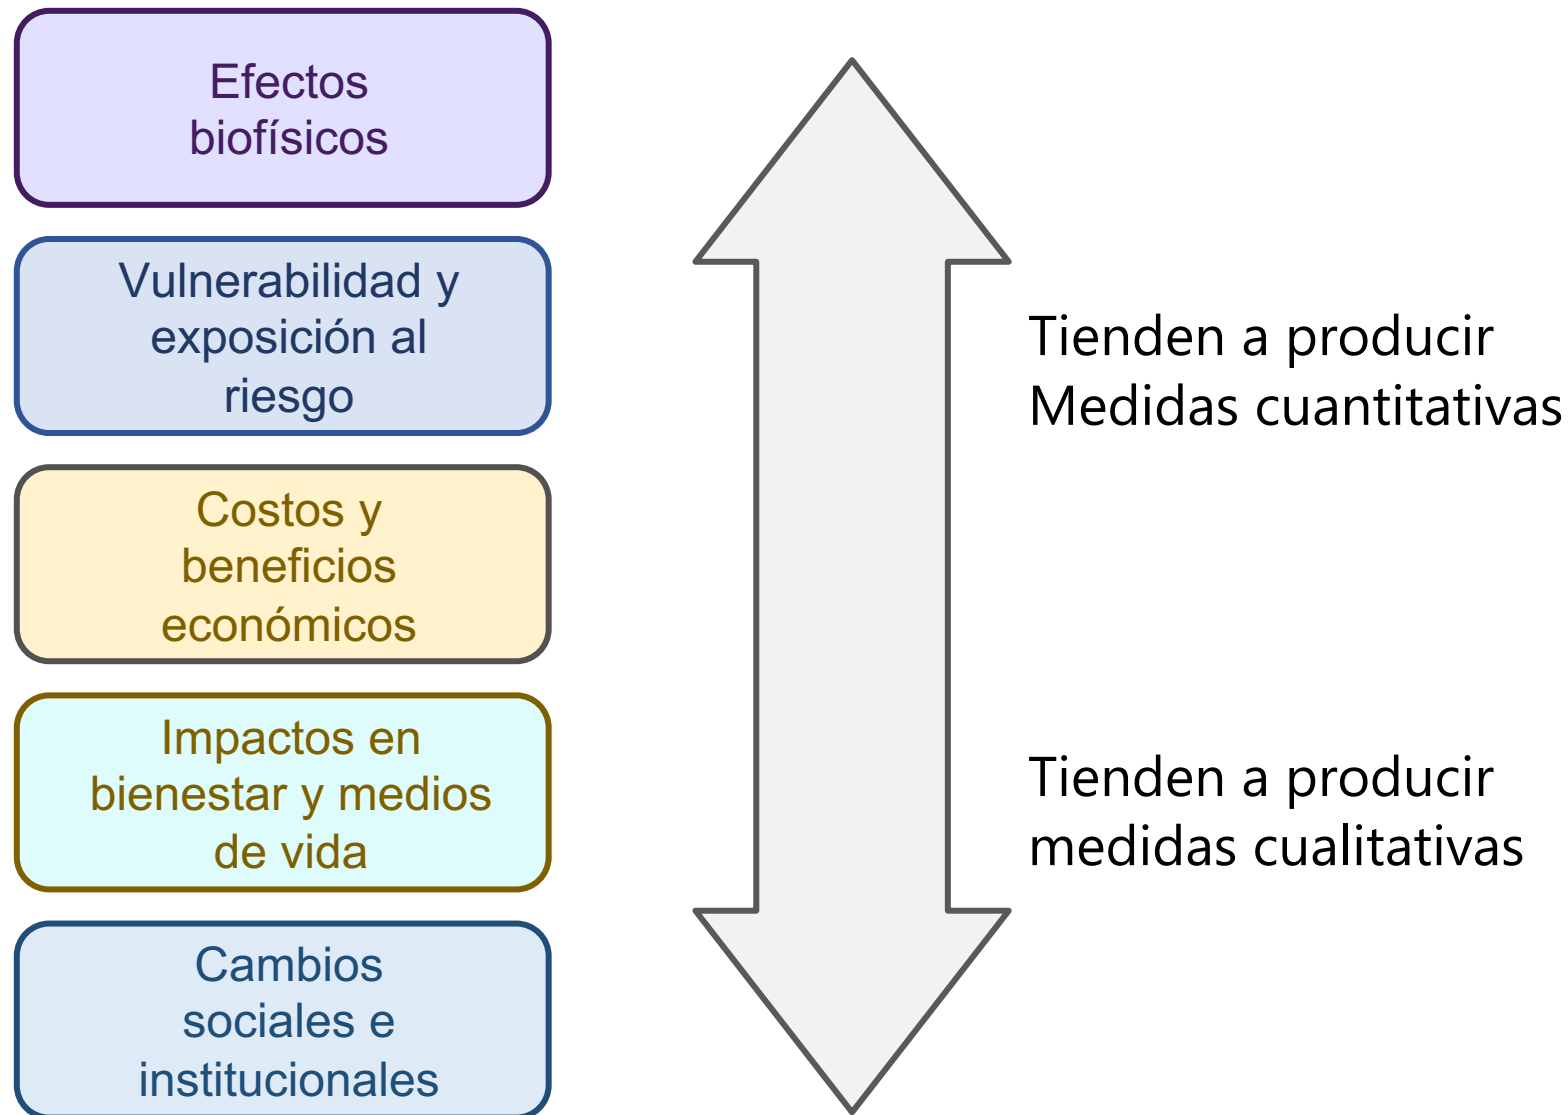 Efectos
biofísicos
Vulnerabilidad y
exposición al
riesgo
Costos y
beneficios
económicos
Impactos en
bienestar y medios
de vida
Cambios
sociales e
institucionales
Tienden a producir
Medidas cuantitativas
Tienden a producir
medidas cualitativas